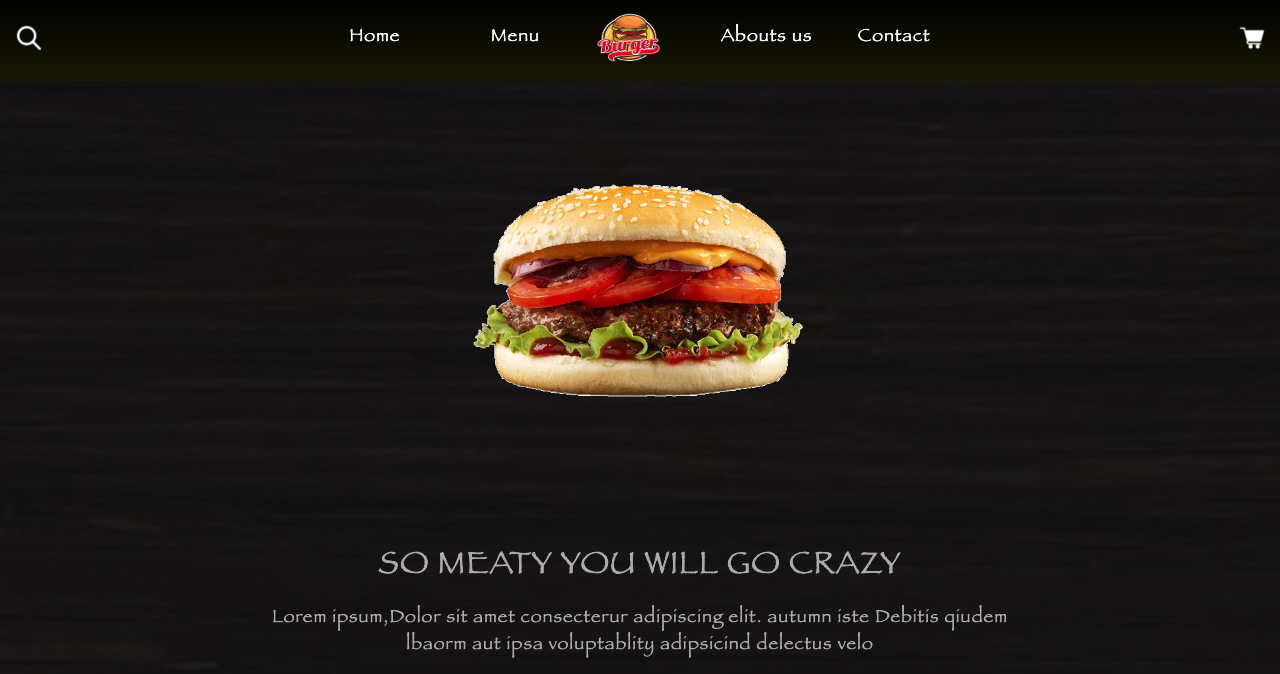 Home Menu Burger Abouts us Contact
SO MEATY YOU WILL GO CRAZY
Lorem ipsum,Dolor sit amet consecterur adipiscing elit. autumn iste Debitis qiudem
lbaorm aut ipsa voluptablity adipsicind delectus velo